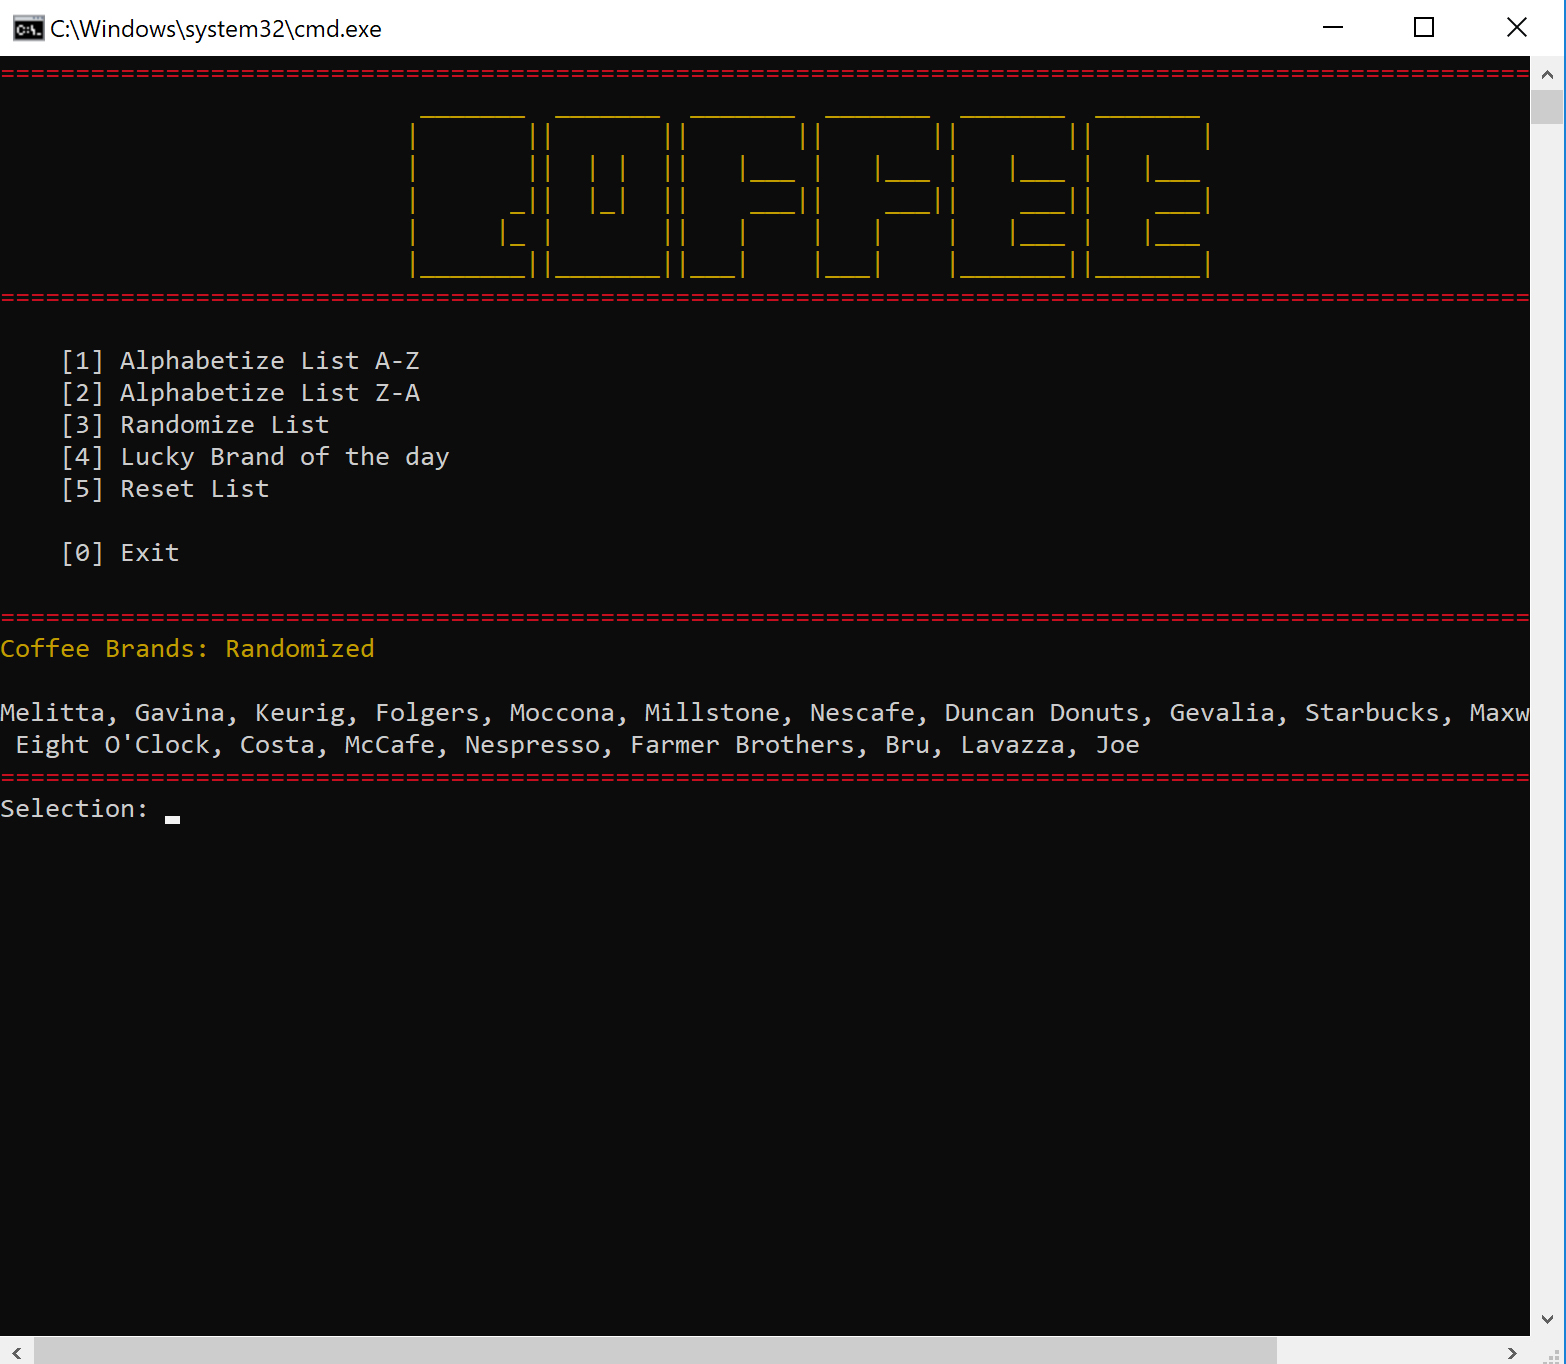 C:\Windows\system32\cmd.exe
COFFEE
[1] Alphabetize List A-Z
[2] Alphabetize List Z-A
[3] Randomize List
[4] Lucky Brand of the day
[5] Reset List
[0] Exit
Coffee Brands: Randomized
Melitta, Gavina, Keurig, Folgers, Moccona, Millstone, Nescafe, Duncan Donuts, Gevalia, Starbucks, Maxw
Eight O'Clock, Costa, McCafe, Nespresso, Farmer Brothers, Bru, Lavazza, Joe
Selection: